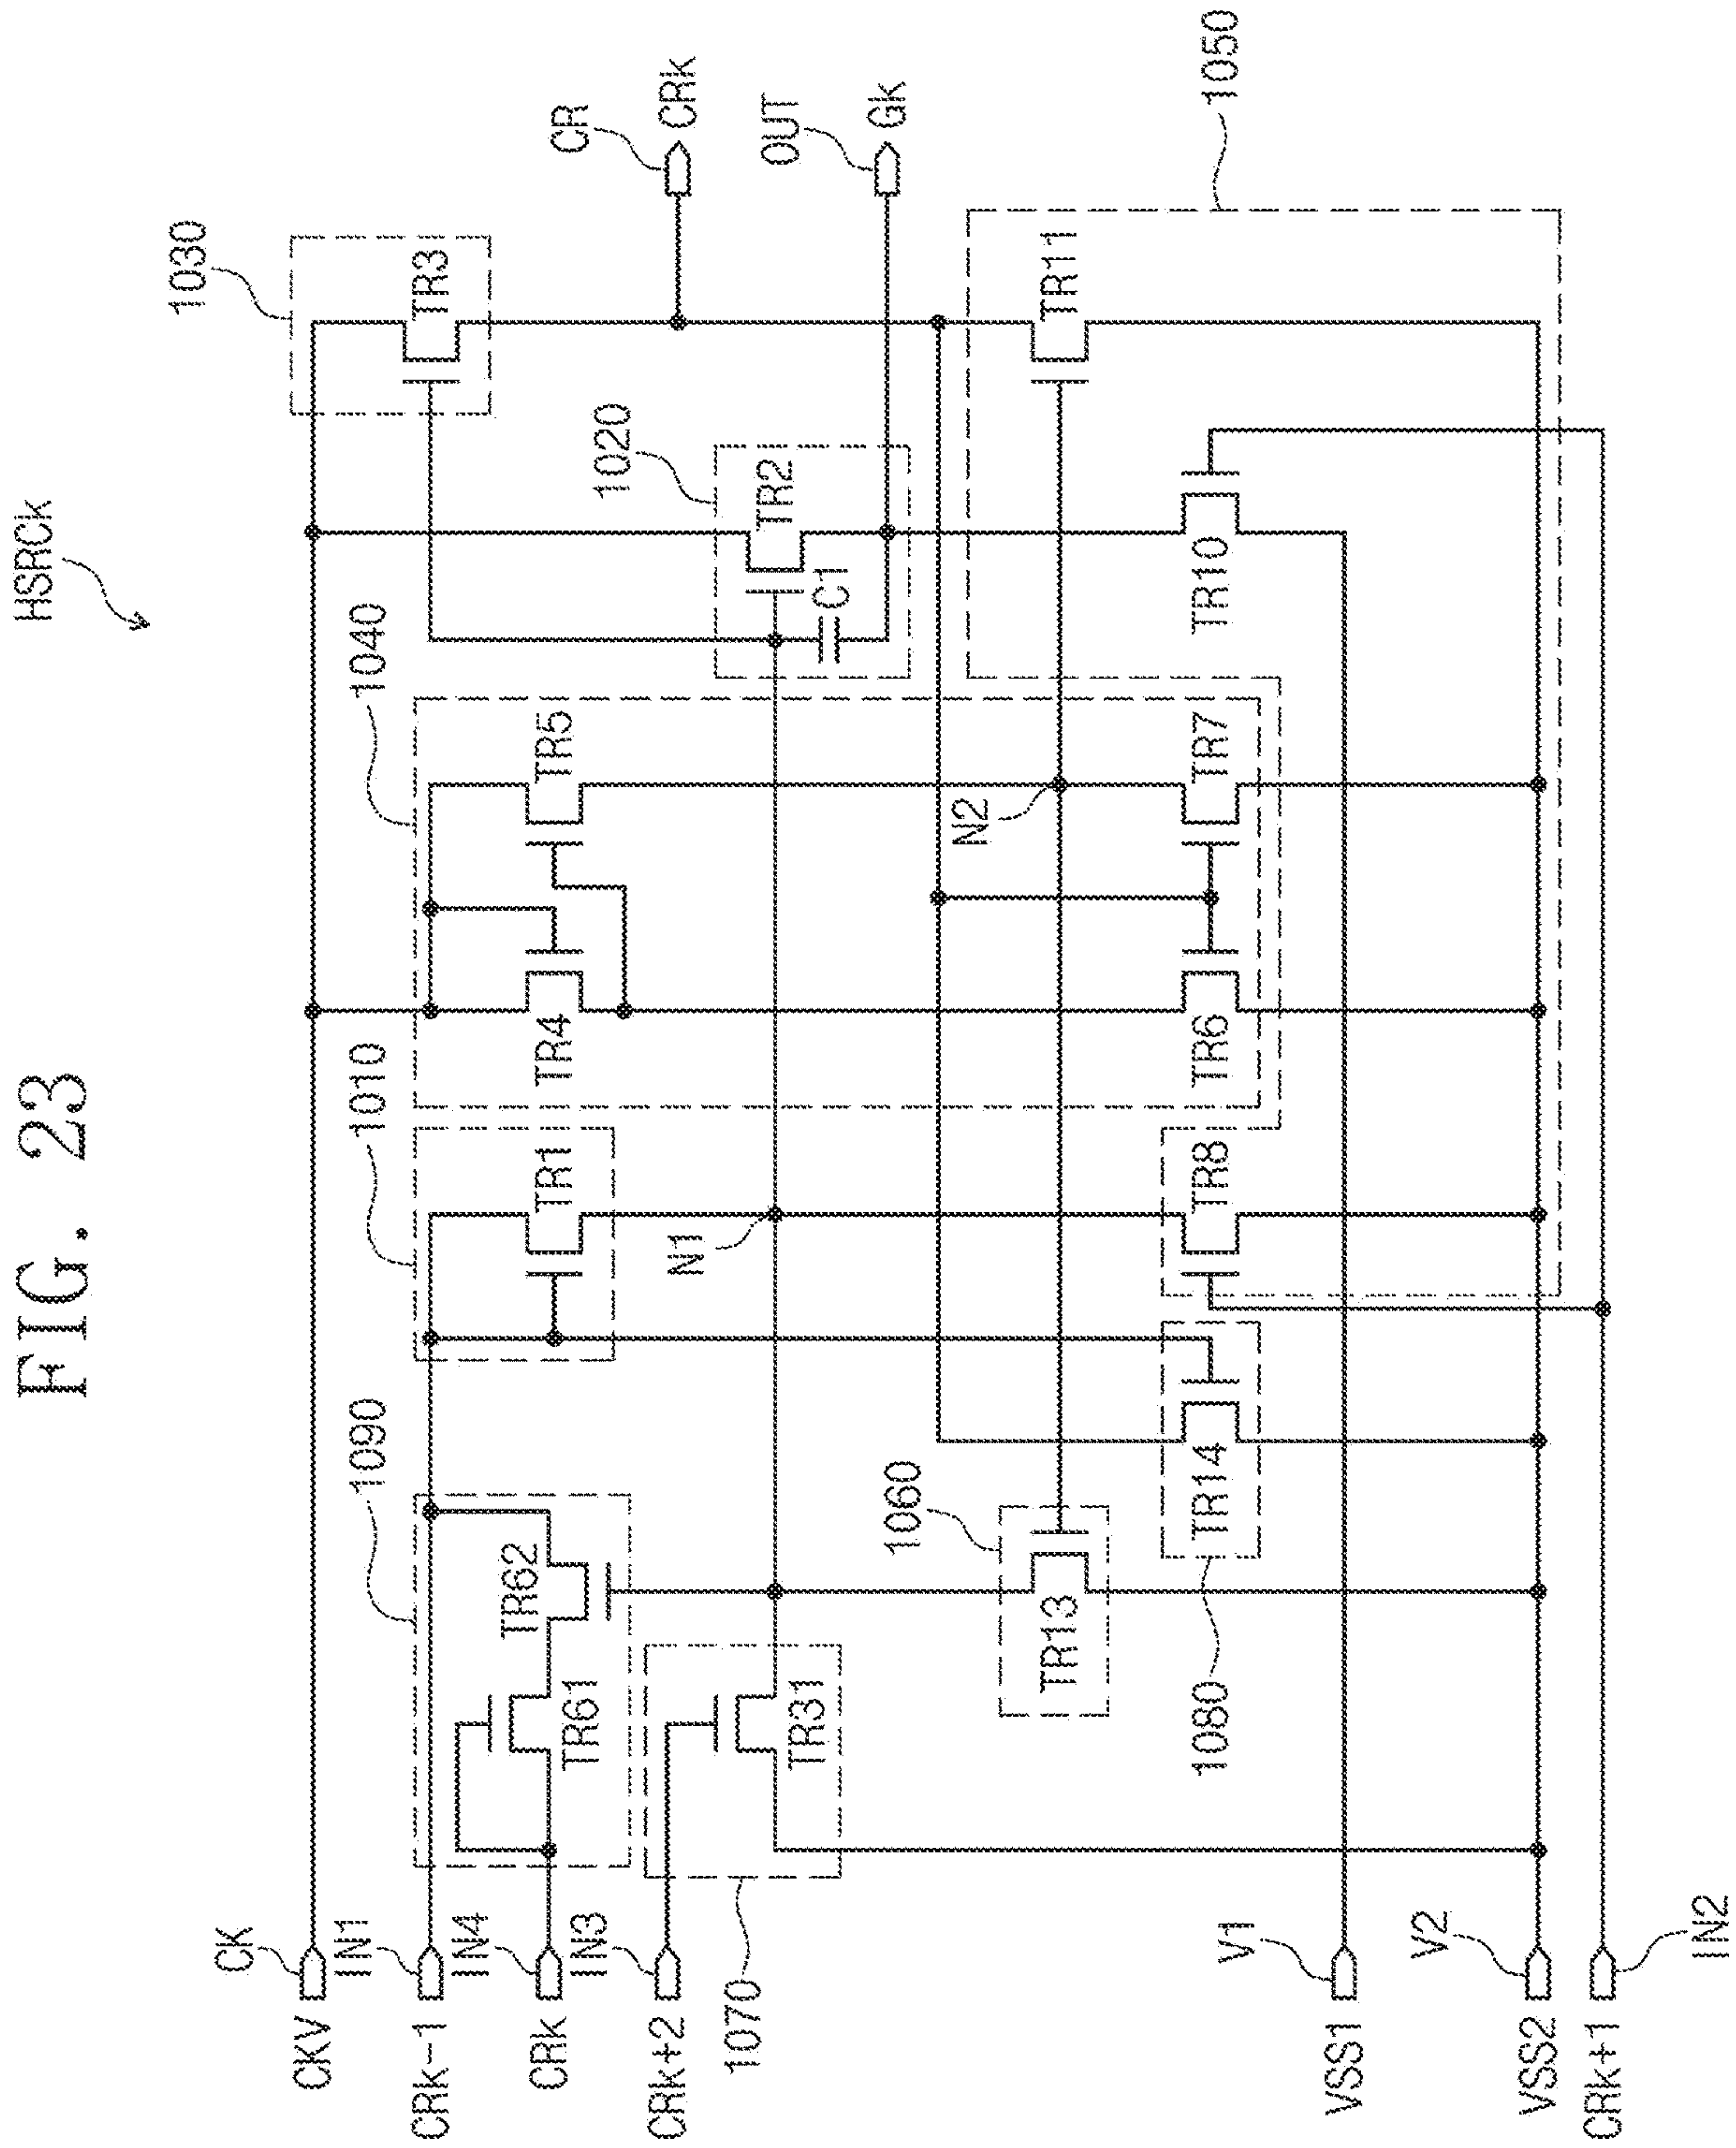 FIG. 23
HSRCk
1090
1010
1040
1030
CK
CKV
IN1
CRk-1
IN4
CRk
IN3
CRk+2
TR61
TR62
TR1
TR4
TR5
TR3
1020
TR2
C1
CR
CRk
OUT
Gk
TR31
1070
N1
N2
1060
TR13
TR14
1080
TR8
TR6
TR7
TR10
TR11
1050
V1
VSS1
V2
VSS2
CRk+1
IN2